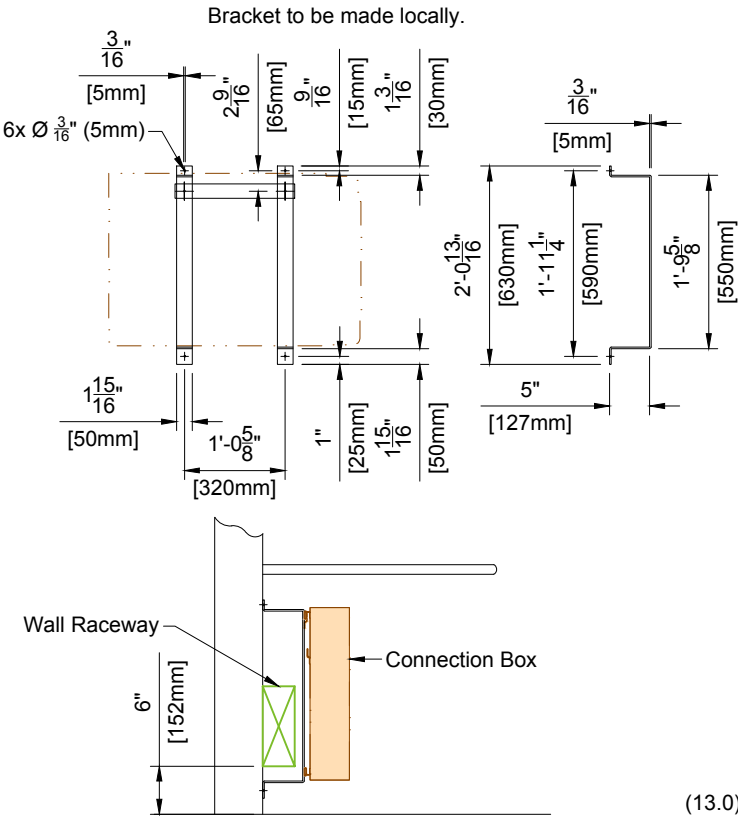 Bracket to be made locally.
3/16"
[5mm]
6x Ø 3/16" (5mm)
2 9/16"
[65mm]
9/16"
[15mm]
1 3/16"
[30mm]
3/16"
[5mm]
2'-0 13/16"
[630mm]
1'-11 1/4"
[590mm]
1'-9 5/8"
[550mm]
1 15/16"
[50mm]
1'-0 5/8"
[320mm]
1"
[25mm]
1 15/16"
[50mm]
5"
[127mm]
Wall Raceway
Connection Box
6"
[152mm]
(13.0)